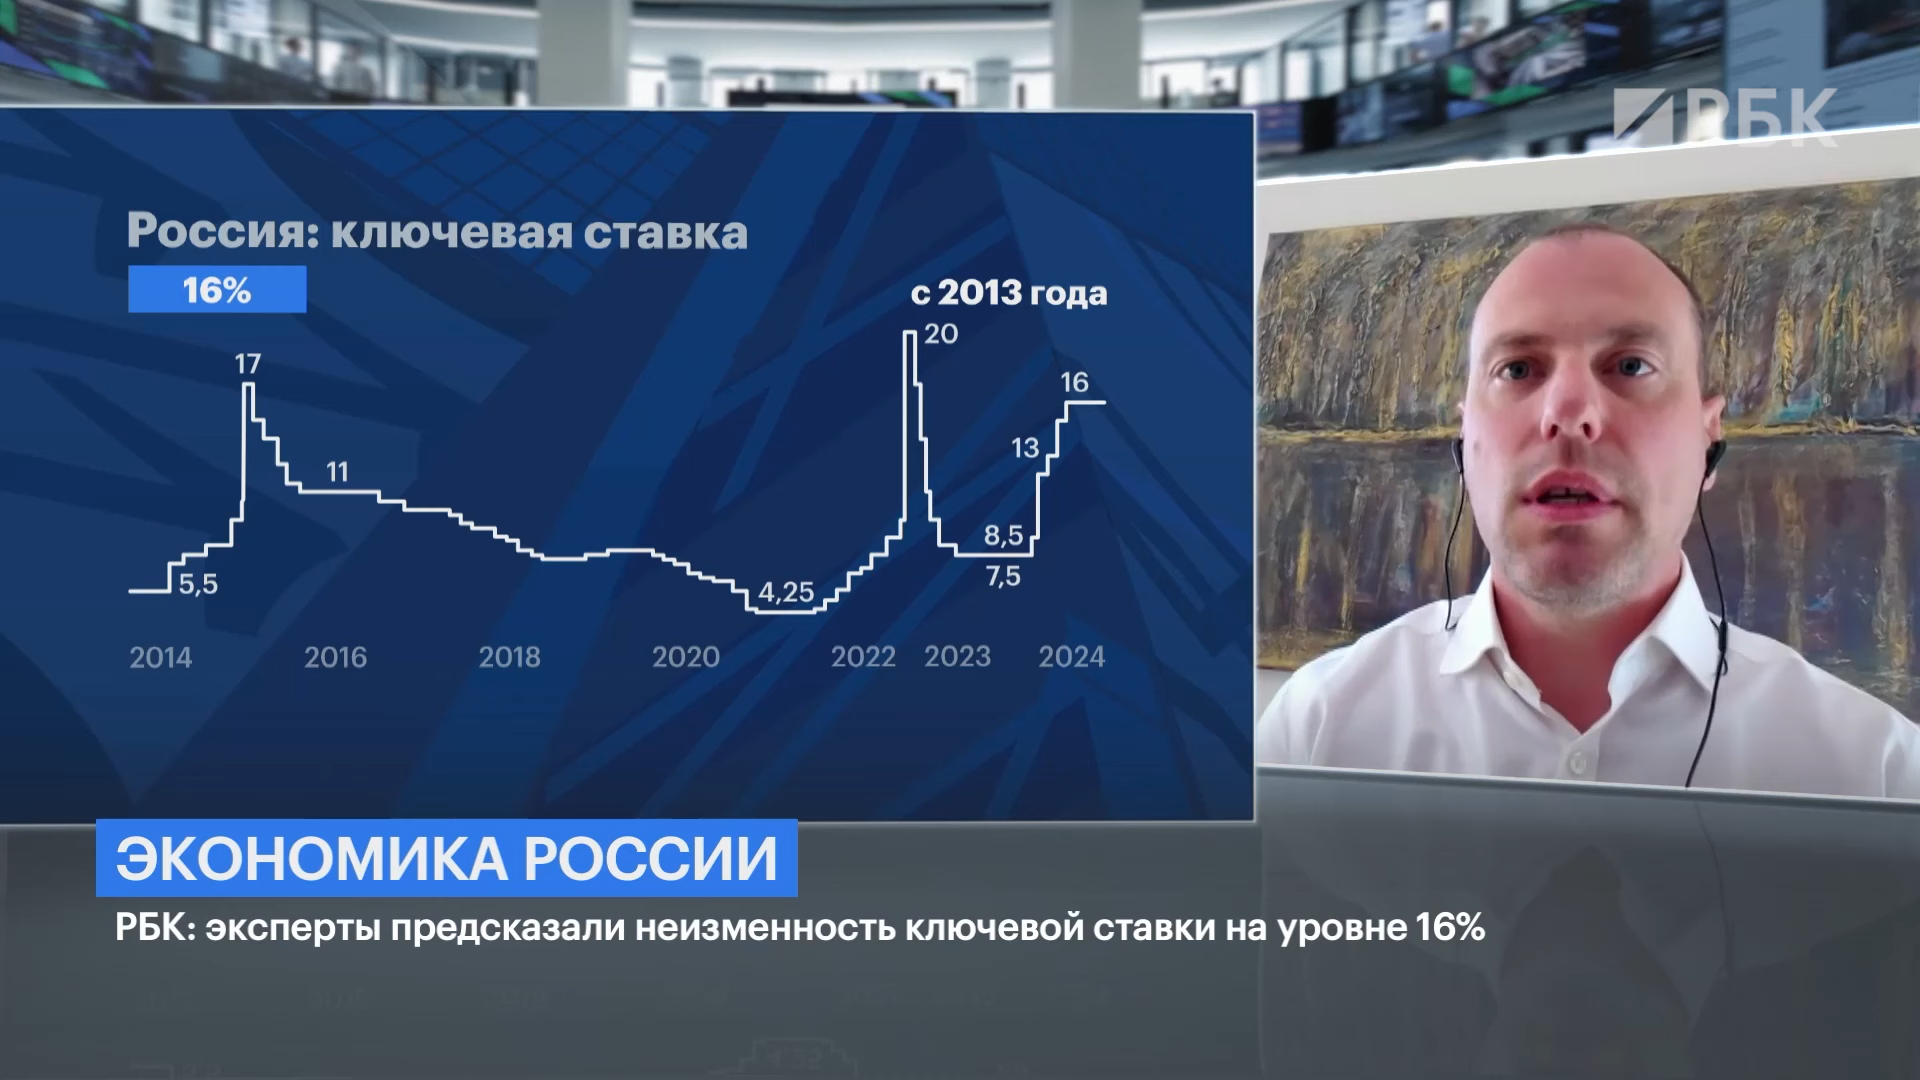 РБК
Россия: ключевая ставка
16%
с 2013 года
20
17
16
13
11
8,5
7,5
5,5
4,25
2014 2016 2018 2020 2022 2023 2024
ЭКОНОМИКА РОССИИ
РБК: эксперты предсказали неизменность ключевой ставки на уровне 16%